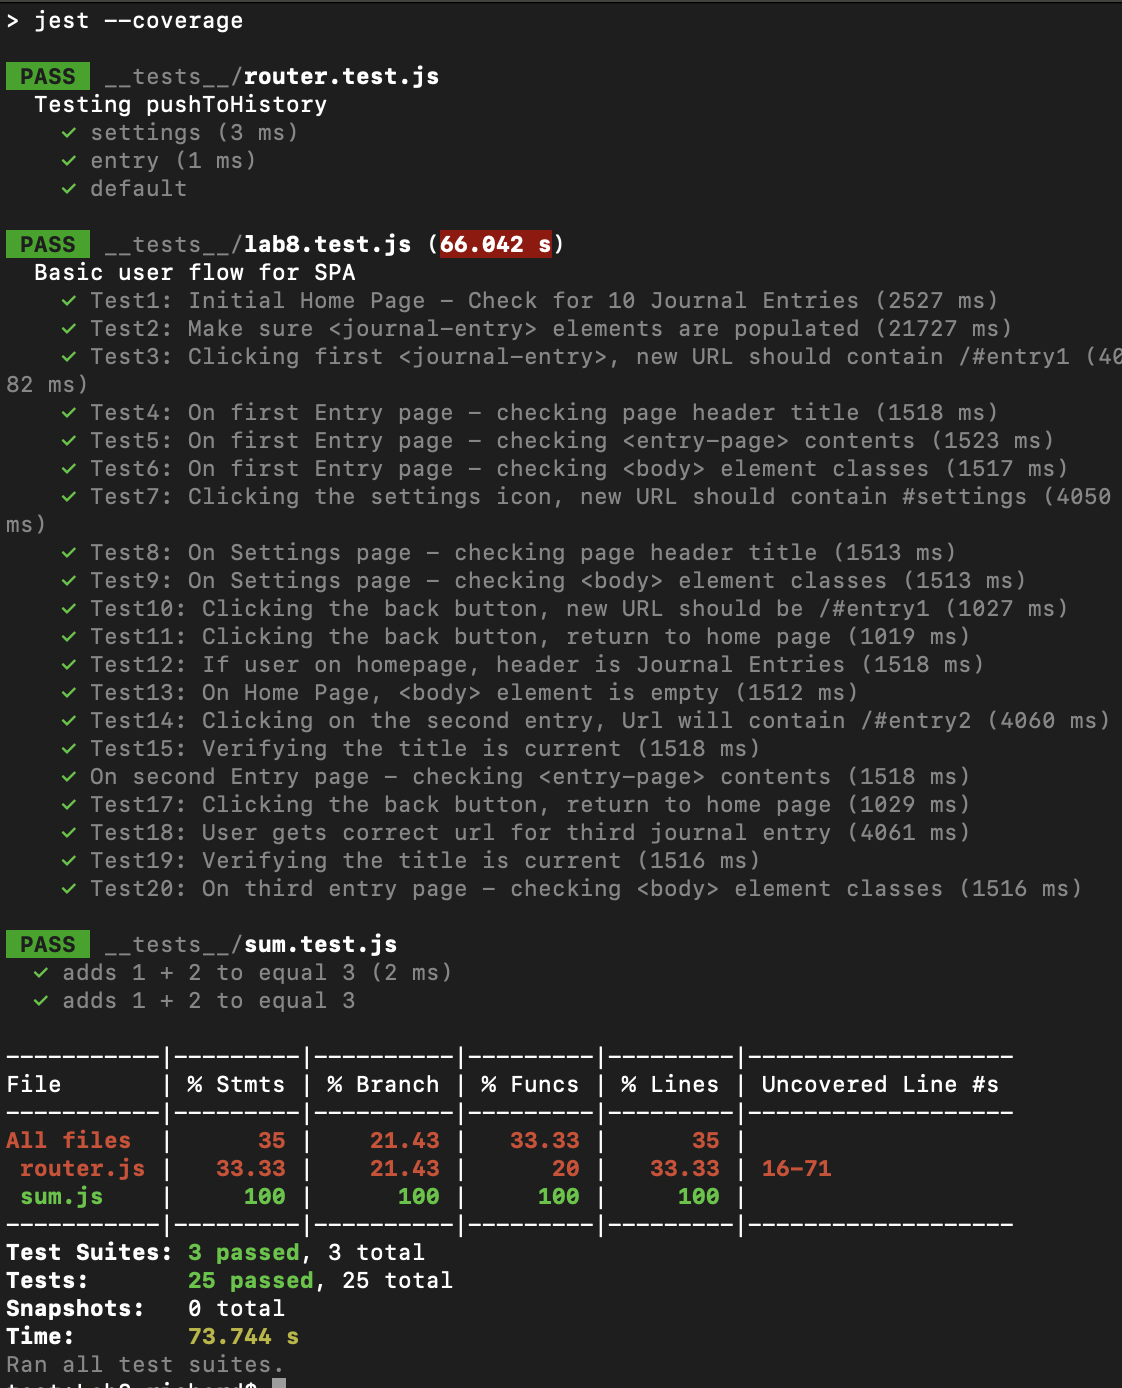 > jest --coverage
PASS __tests__/router.test.js
Testing pushToHistory
✓ settings (3 ms)
✓ entry (1 ms)
✓ default
PASS __tests__/lab8.test.js (66.042 s)
Basic user flow for SPA
✓ Test1: Initial Home Page - Check for 10 Journal Entries (2527 ms)
✓ Test2: Make sure <journal-entry> elements are populated (21727 ms)
✓ Test3: Clicking first <journal-entry>, new URL should contain /#entry1 (40
82 ms)
✓ Test4: On first Entry page - checking page header title (1518 ms)
✓ Test5: On first Entry page - checking <entry-page> contents (1523 ms)
✓ Test6: On first Entry page - checking <body> element classes (1517 ms)
✓ Test7: Clicking the settings icon, new URL should contain #settings (4050
ms)
✓ Test8: On Settings page - checking page header title (1513 ms)
✓ Test9: On Settings page - checking <body> element classes (1513 ms)
✓ Test10: Clicking the back button, new URL should be /#entry1 (1027 ms)
✓ Test11: Clicking the back button, return to home page (1019 ms)
✓ Test12: If user on homepage, header is Journal Entries (1518 ms)
✓ Test13: On Home Page, <body> element is empty (1512 ms)
✓ Test14: Clicking on the second entry, Url will contain /#entry2 (4060 ms)
✓ Test15: Verifying the title is current (1518 ms)
✓ On second Entry page - checking <entry-page> contents (1518 ms)
✓ Test17: Clicking the back button, return to home page (1029 ms)
✓ Test18: User gets correct url for third journal entry (4061 ms)
✓ Test19: Verifying the title is current (1516 ms)
✓ Test20: On third entry page - checking <body> element classes (1516 ms)
PASS __tests__/sum.test.js
✓ adds 1 + 2 to equal 3 (2 ms)
✓ adds 1 + 2 to equal 3
-----------|---------|----------|---------|---------|-------------------
File | % Stmts | % Branch | % Funcs | % Lines | Uncovered Line #s
-----------|---------|----------|---------|---------|-------------------
All files | 35 | 21.43 | 33.33 | 35 |
router.js | 33.33 | 21.43 | 20 | 33.33 | 16-71
sum.js | 100 | 100 | 100 | 100 |
-----------|---------|----------|---------|---------|-------------------
Test Suites: 3 passed, 3 total
Tests: 25 passed, 25 total
Snapshots: 0 total
Time: 73.744 s
Ran all test suites.